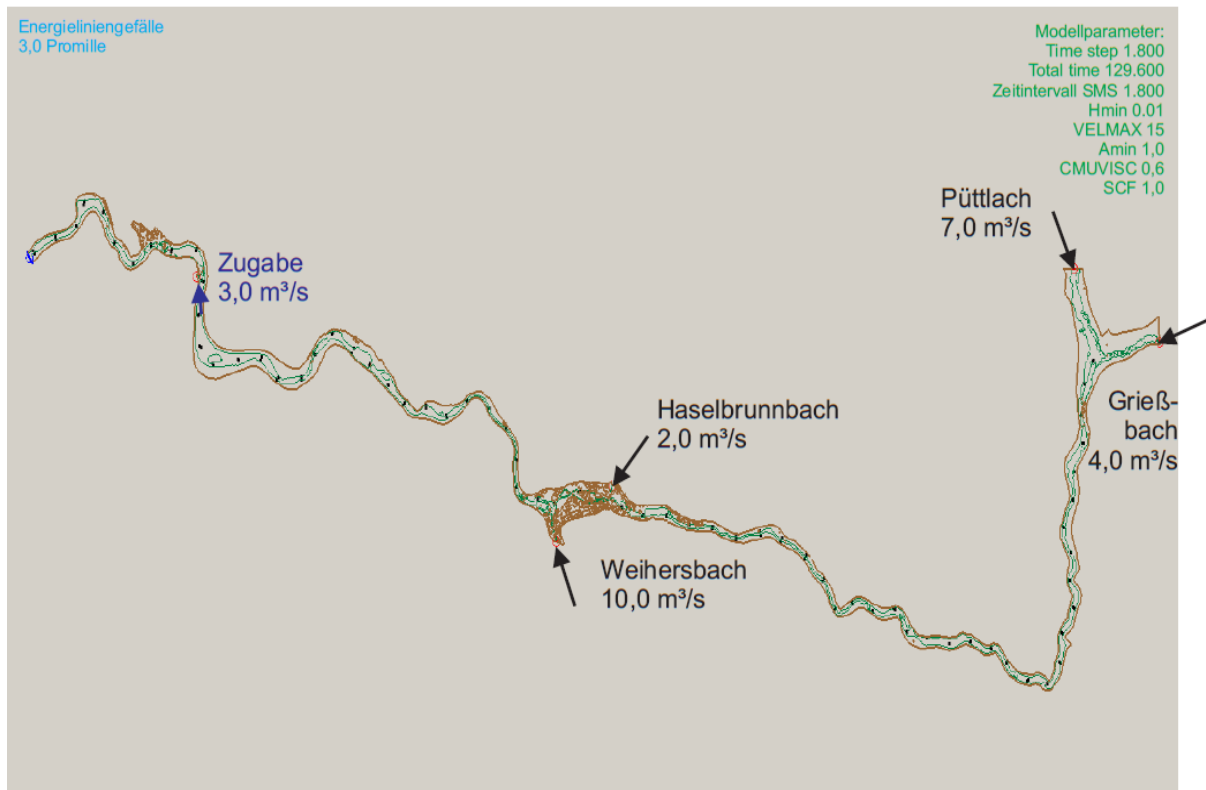 Energieliniengefälle
3,0 Promille
Modellparameter:
Time step 1.800
Total time 129.600
Zeitintervall SMS 1.800
Hmin 0.01
VELMAX 15
Amin 1,0
CMUVISC 0,6
SCF 1,0
Püttlach
7,0 m³/s
Zugabe
3,0 m³/s
Haselbrunnbach
2,0 m³/s
Grieß-
bach
4,0 m³/s
Weihersbach
10,0 m³/s